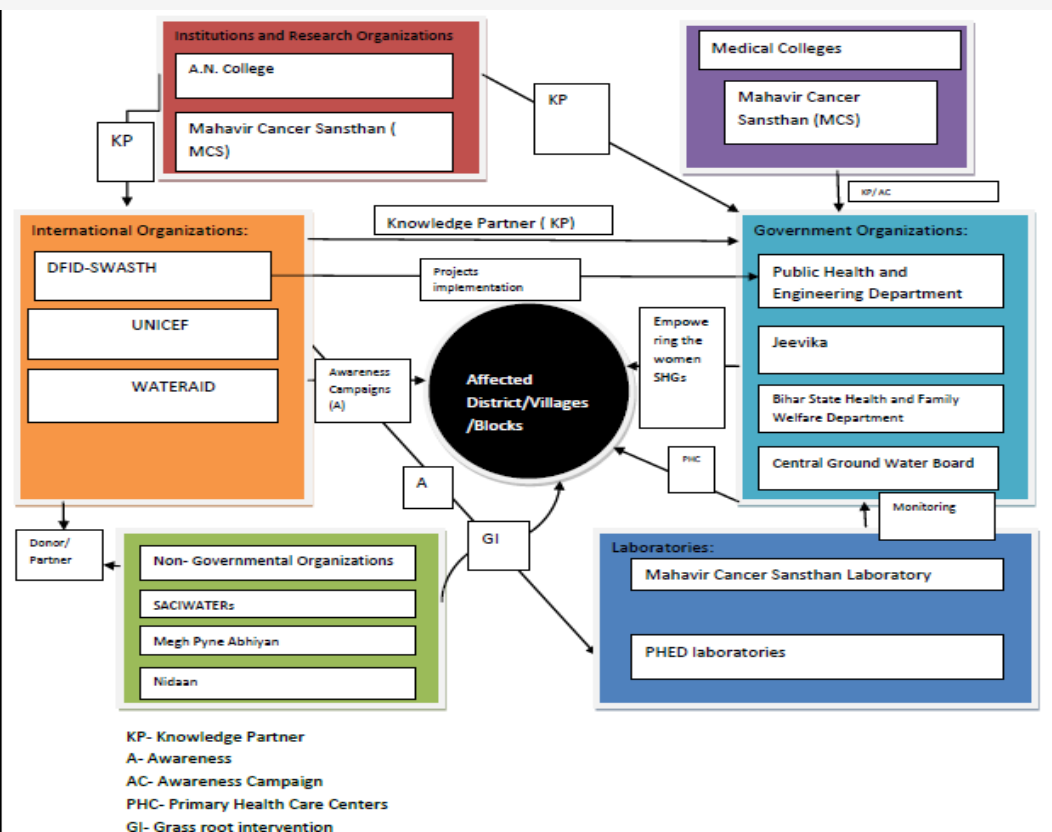 Institutions and Research Organizations
A.N. College
Mahavir Cancer Sansthan (
MCS)
Medical Colleges
Mahavir Cancer
Sansthan (MCS)
KP
KP
KP/ AC
International Organizations:
DFID-SWASTH
UNICEF
WATERAID
Knowledge Partner ( KP)
Projects
implementation
Government Organizations:
Public Health and
Engineering Department
Jeevika
Bihar State Health and Family
Welfare Department
Central Ground Water Board
Empowe
ring the
women
SHGs
Awareness
Campaigns
(A)
Affected
District/Villages
/Blocks
PHC
A
GI
Monitoring
Donor/
Partner
Non- Governmental Organizations
SACIWATERs
Megh Pyne Abhiyan
Nidaan
Laboratories:
Mahavir Cancer Sansthan Laboratory
PHED laboratories
KP- Knowledge Partner
A- Awareness
AC- Awareness Campaign
PHC- Primary Health Care Centers
GI- Grass root intervention